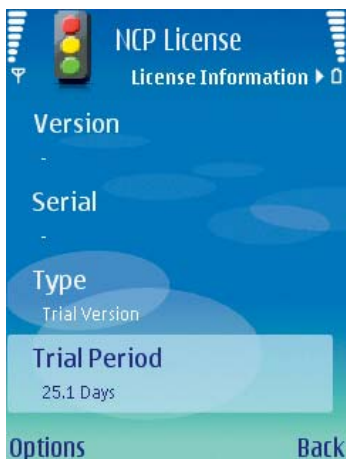 NCP License
License Information
Version
-
Serial
-
Type
Trial Version
Trial Period
25.1 Days
Options Back